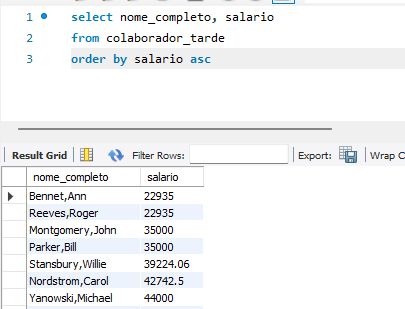 1 select nome_completo, salario
2 from colaborador_tarde
3 order by salario asc
Result Grid Filter Rows: Export: Wrap C
nome_completo salario
Bennet,Ann 22935
Reeves,Roger 22935
Montgomery,John 35000
Parker,Bill 35000
Stansbury,Willie 39224.06
Nordstrom,Carol 42742.5
Yanowski,Michael 44000